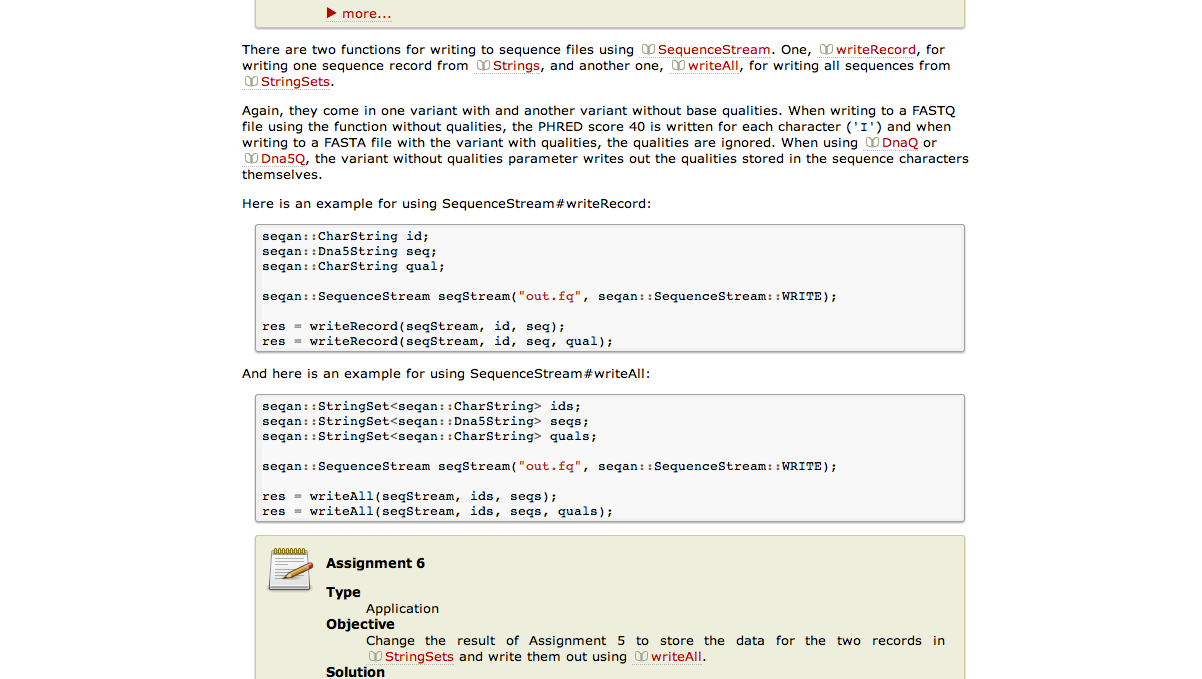 ▶ more...
There are two functions for writing to sequence files using SequenceStream. One, writeRecord, for
writing one sequence record from Strings, and another one, writeAll, for writing all sequences from
StringSets.
Again, they come in one variant with and another variant without base qualities. When writing to a FASTQ
file using the function without qualities, the PHRED score 40 is written for each character ('I') and when
writing to a FASTA file with the variant with qualities, the qualities are ignored. When using DnaQ or
Dna5Q, the variant without qualities parameter writes out the qualities stored in the sequence characters
themselves.
Here is an example for using SequenceStream#writeRecord:
seqan::CharString id;
seqan::Dna5String seq;
seqan::CharString qual;
seqan::SequenceStream seqStream("out.fq", seqan::SequenceStream::WRITE);
res = writeRecord(seqStream, id, seq);
res = writeRecord(seqStream, id, seq, qual);
And here is an example for using SequenceStream#writeAll:
seqan::StringSet<seqan::CharString> ids;
seqan::StringSet<seqan::Dna5String> seqs;
seqan::StringSet<seqan::CharString> quals;
seqan::SequenceStream seqStream("out.fq", seqan::SequenceStream::WRITE);
res = writeAll(seqStream, ids, seqs);
res = writeAll(seqStream, ids, seqs, quals);
Assignment 6
Type
Application
Objective
Change the result of Assignment 5 to store the data for the two records in
StringSets and write them out using writeAll.
Solution